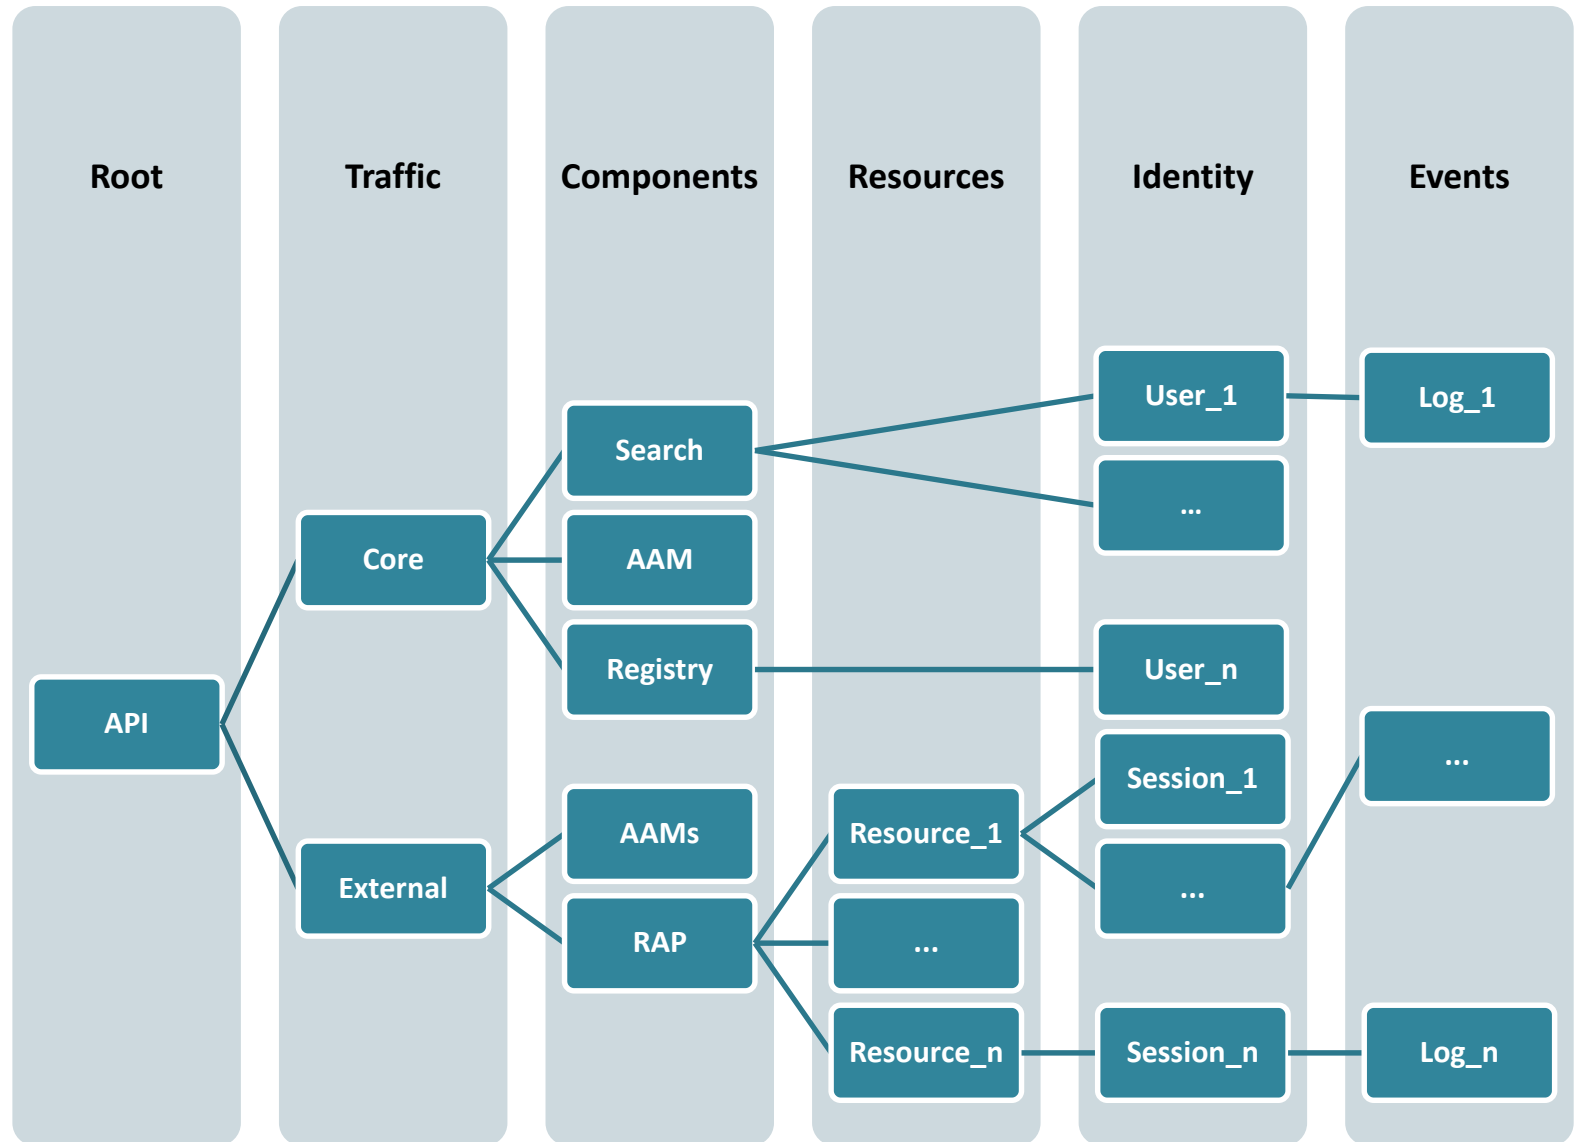 Root
Traffic
Components
Resources
Identity
Events
User_1
Log_1
Search
...
Core
AAM
Registry
User_n
API
Session_1
...
AAMs
Resource_1
External
...
RAP
...
Resource_n
Session_n
Log_n